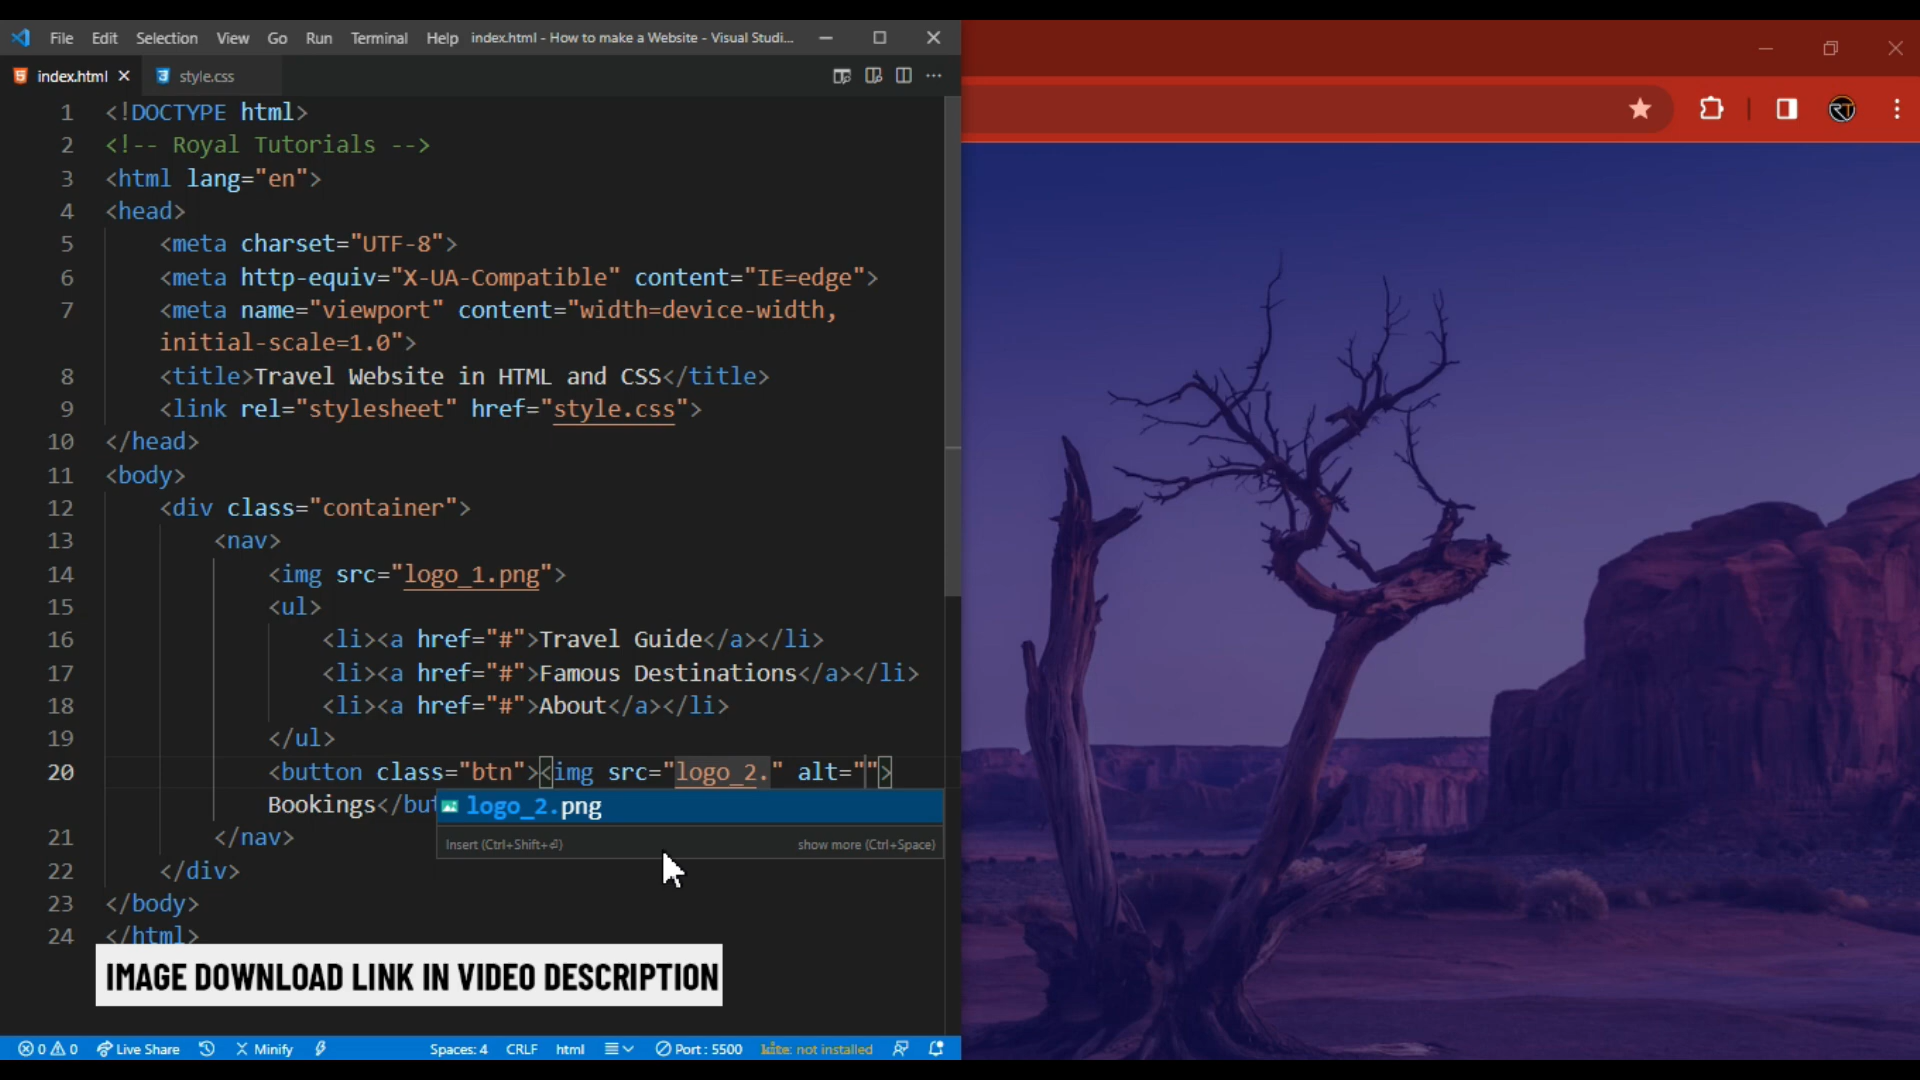 File Edit Selection View Go Run Terminal Help index.html - How to make a Website - Visual Studi...
index.html style.css
1 <!DOCTYPE html>
2 <!-- Royal Tutorials -->
3 <html lang="en">
4 <head>
5 <meta charset="UTF-8">
6 <meta http-equiv="X-UA-Compatible" content="IE=edge">
7 <meta name="viewport" content="width=device-width,
initial-scale=1.0">
8 <title>Travel Website in HTML and CSS</title>
9 <link rel="stylesheet" href="style.css">
10 </head>
11 <body>
12 <div class="container">
13 <nav>
14 <img src="logo_1.png">
15 <ul>
16 <li><a href="#">Travel Guide</a></li>
17 <li><a href="#">Famous Destinations</a></li>
18 <li><a href="#">About</a></li>
19 </ul>
20 <button class="btn"><img src="logo_2." alt="">
Bookings</but
logo_2.png
Insert (Ctrl+Shift+⏎) show more (Ctrl+Space)
21 </nav>
22 </div>
23 </body>
24 </html>
IMAGE DOWNLOAD LINK IN VIDEO DESCRIPTION
0 0 Live Share Minify Spaces: 4 CRLF html Port : 5500 kite: not installed
RT